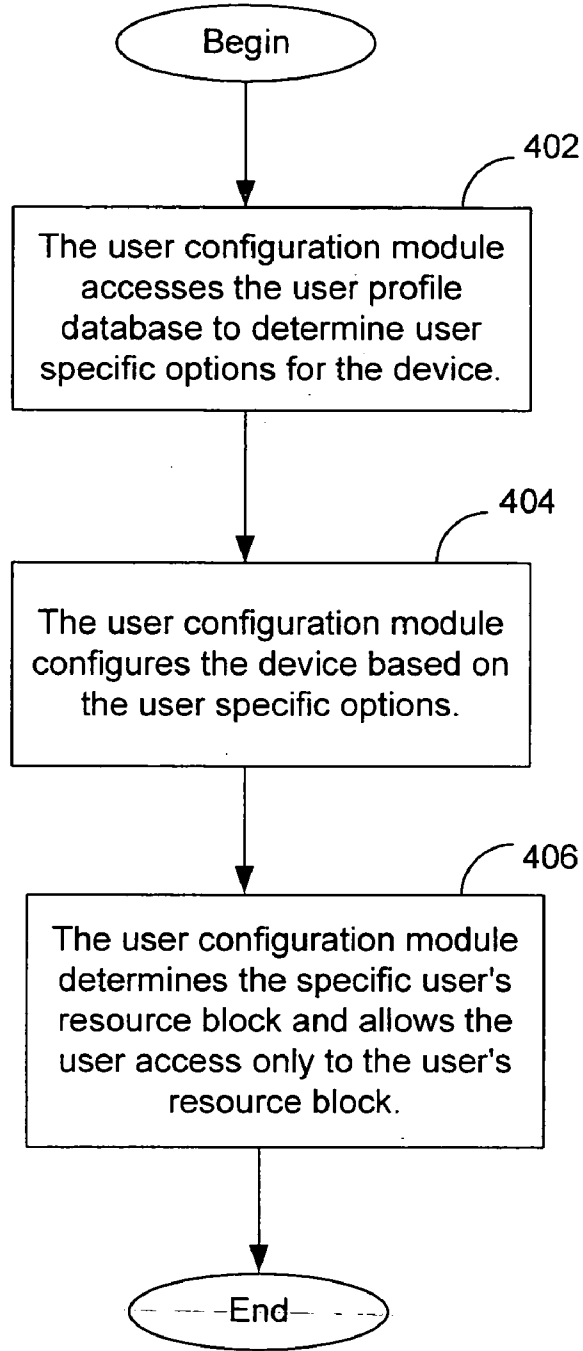 Begin
402
The user configuration module
accesses the user profile
database to determine user
specific options for the device.
404
The user configuration module
configures the device based on
the user specific options.
406
The user configuration module
determines the specific user's
resource block and allows the
user access only to the user's
resource block.
End